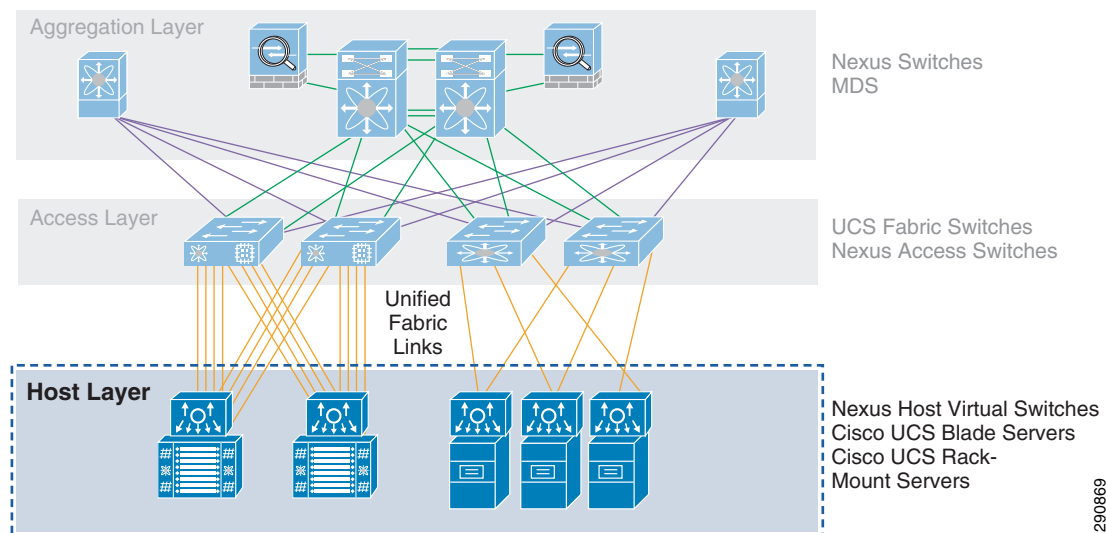 Aggregation Layer
Nexus Switches
MDS
Access Layer
UCS Fabric Switches
Nexus Access Switches
Unified
Fabric
Links
Host Layer
Nexus Host Virtual Switches
Cisco UCS Blade Servers
Cisco UCS Rack-
Mount Servers
290869